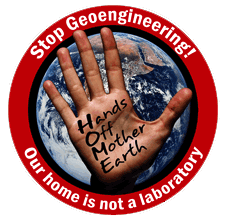 Stop Geoengineering!
Hands
Off
Mother
Earth
Our home is not a laboratory